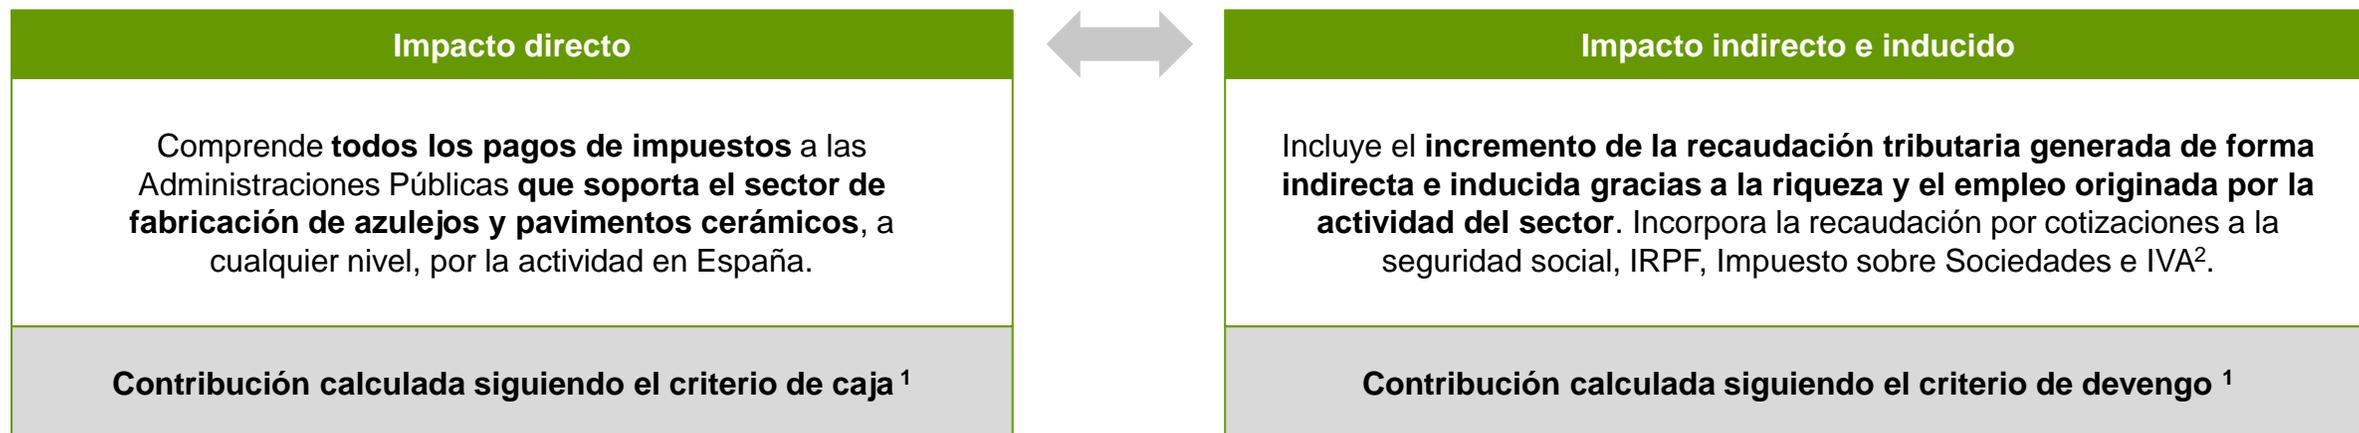 Impacto directo
Comprende todos los pagos de impuestos a las
Administraciones Públicas que soporta el sector de
fabricación de azulejos y pavimentos cerámicos, a
cualquier nivel, por la actividad en España.
Contribución calculada siguiendo el criterio de caja ¹
Impacto indirecto e inducido
Incluye el incremento de la recaudación tributaria generada de forma
indirecta e inducida gracias a la riqueza y el empleo originada por la
actividad del sector. Incorpora la recaudación por cotizaciones a la
seguridad social, IRPF, Impuesto sobre Sociedades e IVA².
Contribución calculada siguiendo el criterio de devengo ¹